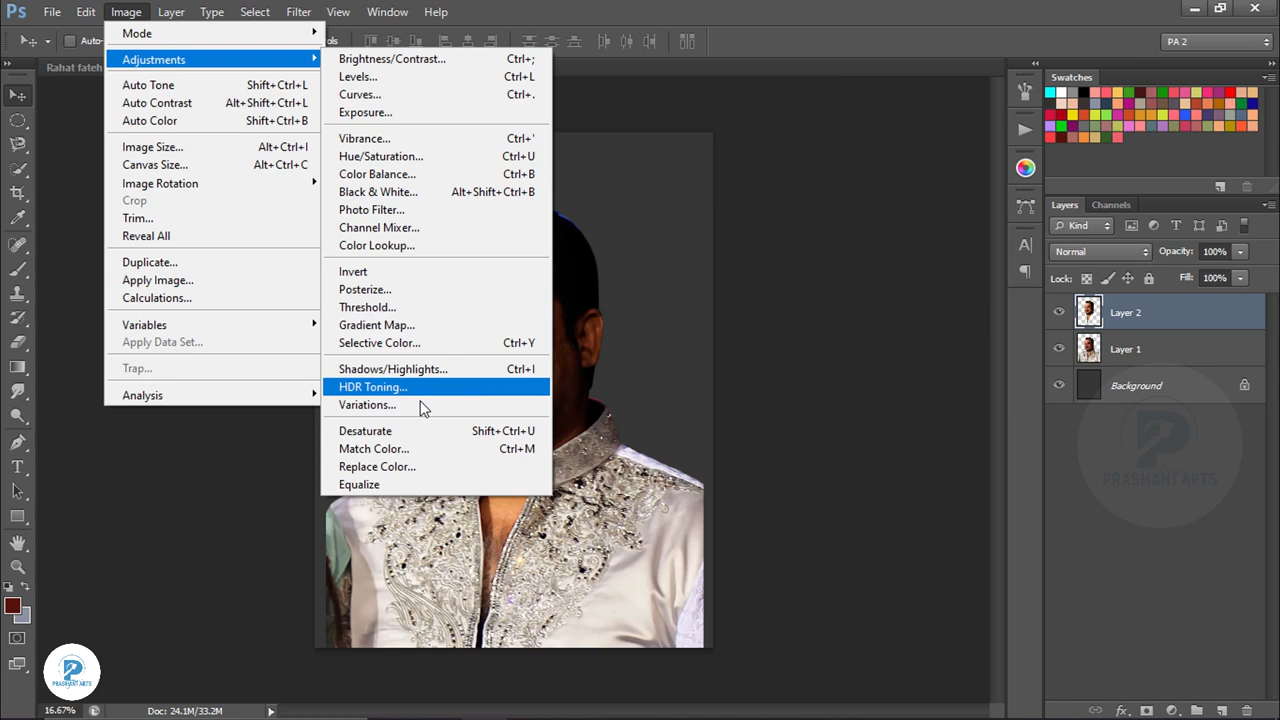 Ps File Edit Image Layer Type Select Filter View Window Help
Auto-
ols
PA 2
Rahat fateh
Mode
Adjustments
Auto Tone Shift+Ctrl+L
Auto Contrast Alt+Shift+Ctrl+L
Auto Color Shift+Ctrl+B
Image Size... Alt+Ctrl+I
Canvas Size... Alt+Ctrl+C
Image Rotation
Crop
Trim...
Reveal All
Duplicate...
Apply Image...
Calculations...
Variables
Apply Data Set...
Trap...
Analysis
Brightness/Contrast... Ctrl+;
Levels... Ctrl+L
Curves... Ctrl+.
Exposure...
Vibrance... Ctrl+'
Hue/Saturation... Ctrl+U
Color Balance... Ctrl+B
Black & White... Alt+Shift+Ctrl+B
Photo Filter...
Channel Mixer...
Color Lookup...
Invert
Posterize...
Threshold...
Gradient Map...
Selective Color... Ctrl+Y
Shadows/Highlights... Ctrl+I
HDR Toning...
Variations...
Desaturate Shift+Ctrl+U
Match Color... Ctrl+M
Replace Color...
Equalize
Swatches
Layers Channels
Kind
Normal Opacity: 100%
Lock: Fill: 100%
Layer 2
Layer 1
Background
PRASHANT ARTS
PRASHANT ARTS
16.67% Doc: 24.1M/33.2M